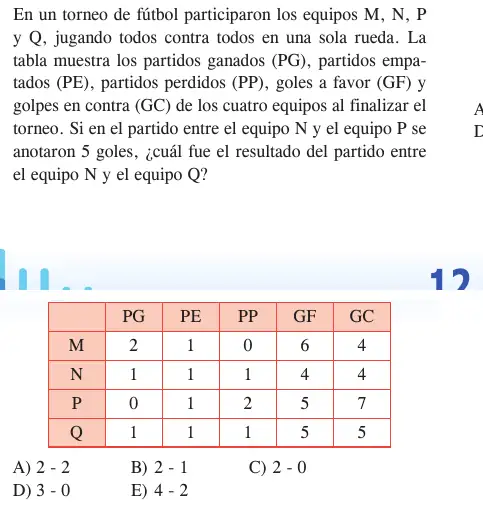 En un torneo de fútbol participaron los equipos M, N, P
y Q, jugando todos contra todos en una sola rueda. La
tabla muestra los partidos ganados (PG), partidos empa-
tados (PE), partidos perdidos (PP), goles a favor (GF) y
golpes en contra (GC) de los cuatro equipos al finalizar el
torneo. Si en el partido entre el equipo N y el equipo P se
anotaron 5 goles, ¿cuál fue el resultado del partido entre
el equipo N y el equipo Q?
A
D
12
PG PE PP GF GC
M 2 1 0 6 4
N 1 1 1 4 4
P 0 1 2 5 7
Q 1 1 1 5 5
A) 2 - 2 B) 2 - 1 C) 2 - 0
D) 3 - 0 E) 4 - 2